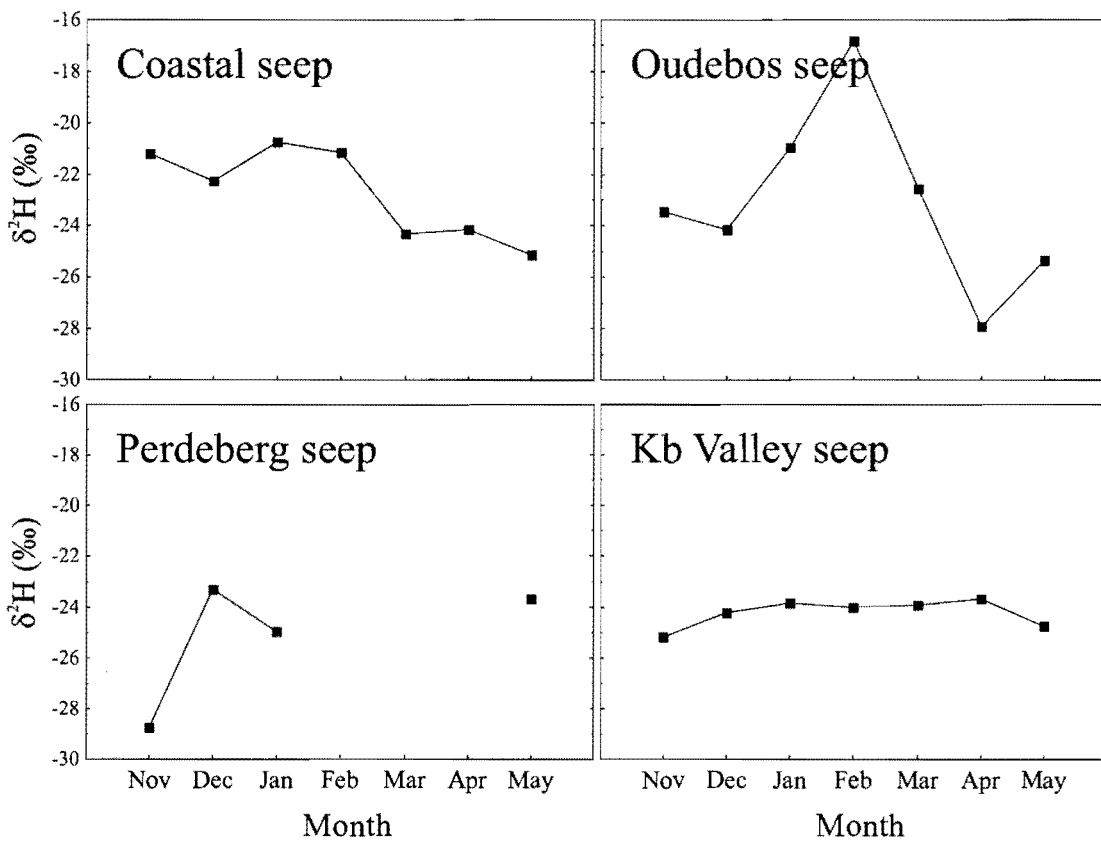 Coastal seep
δ²H (‰)
-16
-18
-20
-22
-24
-26
-28
-30
Oudebos seep
Perdeberg seep
δ²H (‰)
-16
-18
-20
-22
-24
-26
-28
-30
Nov Dec Jan Feb Mar Apr May
Month
Kb Valley seep
Nov Dec Jan Feb Mar Apr May
Month